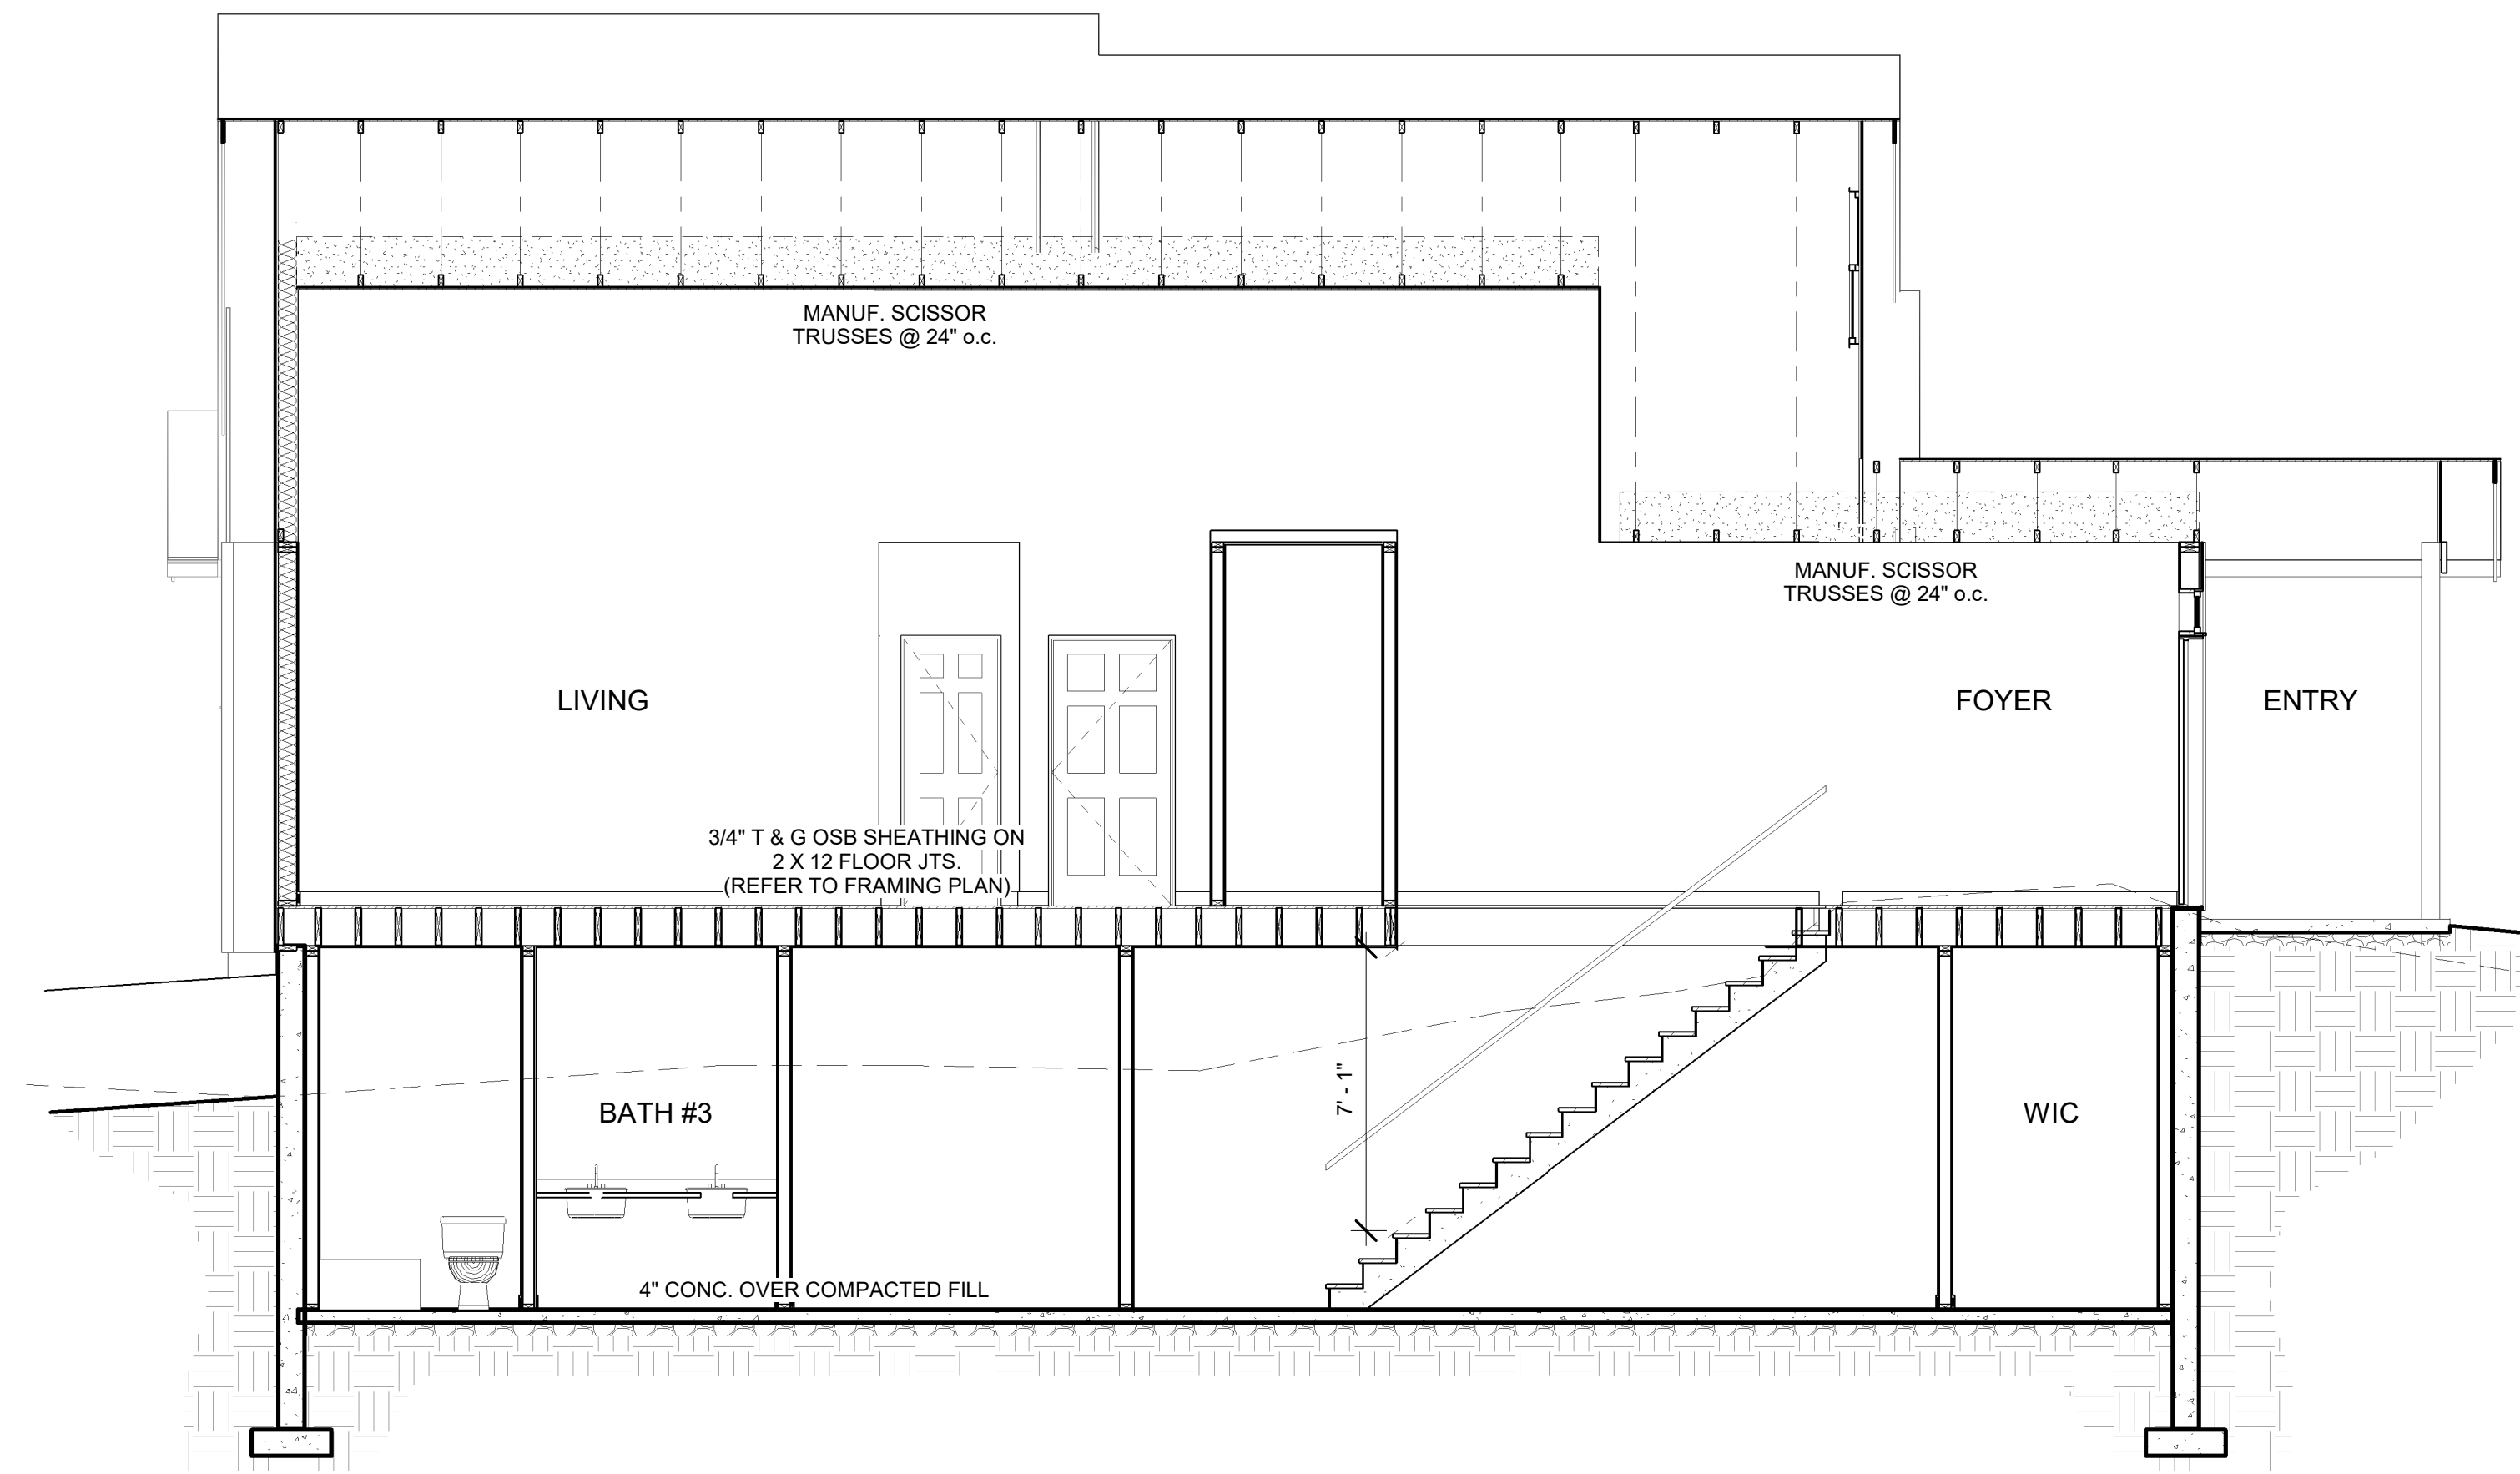 MANUF. SCISSOR
TRUSSES @ 24" o.c.
MANUF. SCISSOR
TRUSSES @ 24" o.c.
LIVING
FOYER
ENTRY
3/4" T & G OSB SHEATHING ON
2 X 12 FLOOR JTS.
(REFER TO FRAMING PLAN)
7' - 1"
BATH #3
WIC
4" CONC. OVER COMPACTED FILL